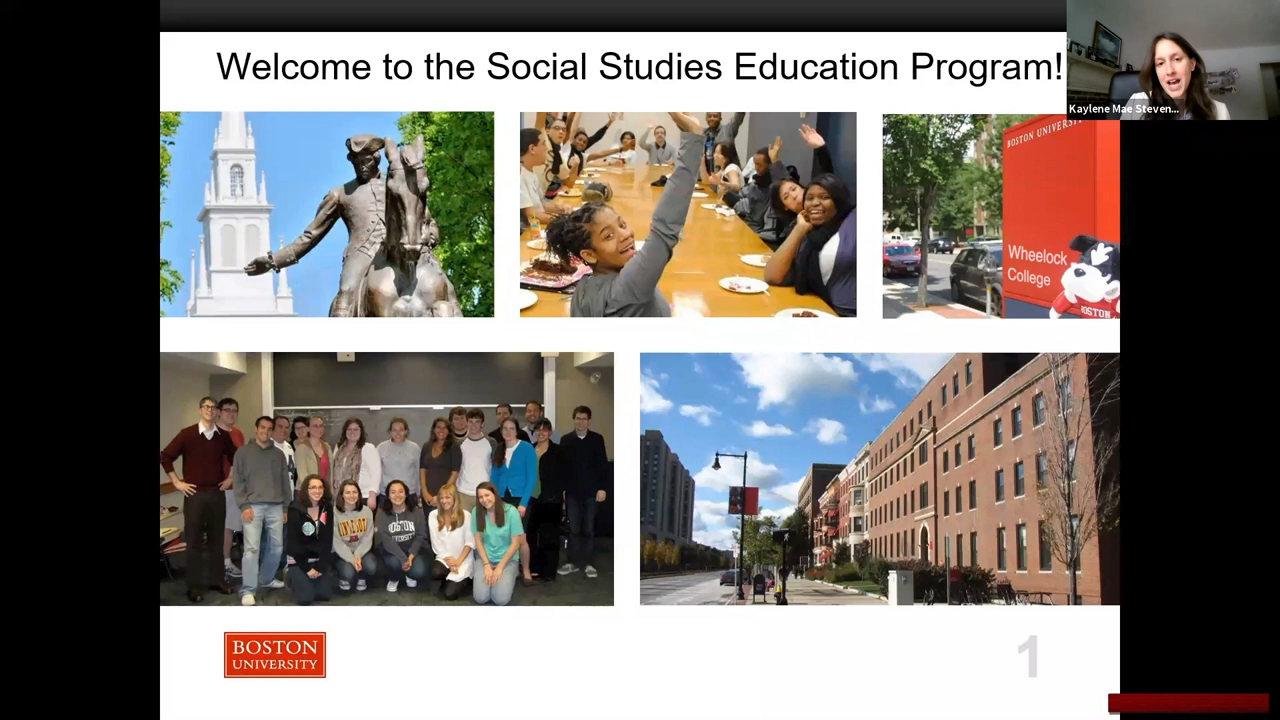 Welcome to the Social Studies Education Program!
Kaylene Mae Steven...
BOSTON UNIVERSITY
Wheelock
College
BOSTON
BOSTON
UNIVERSITY
BOSTON
UNIVERSITY
1